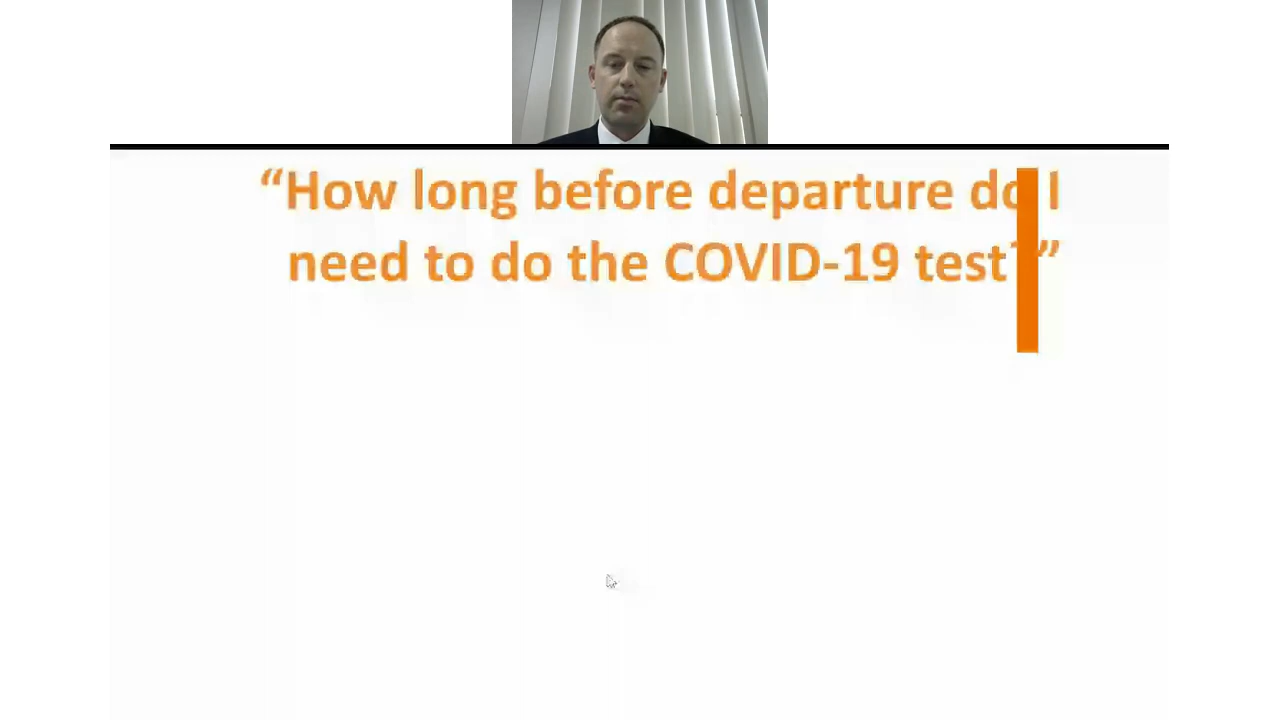 “How long before departure do I
need to do the COVID-19 test?”